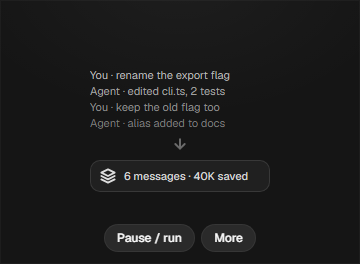 You · rename the export flag
Agent · edited cli.ts, 2 tests
You · keep the old flag too
Agent · alias added to docs
6 messages · 40K saved
Pause / run
More